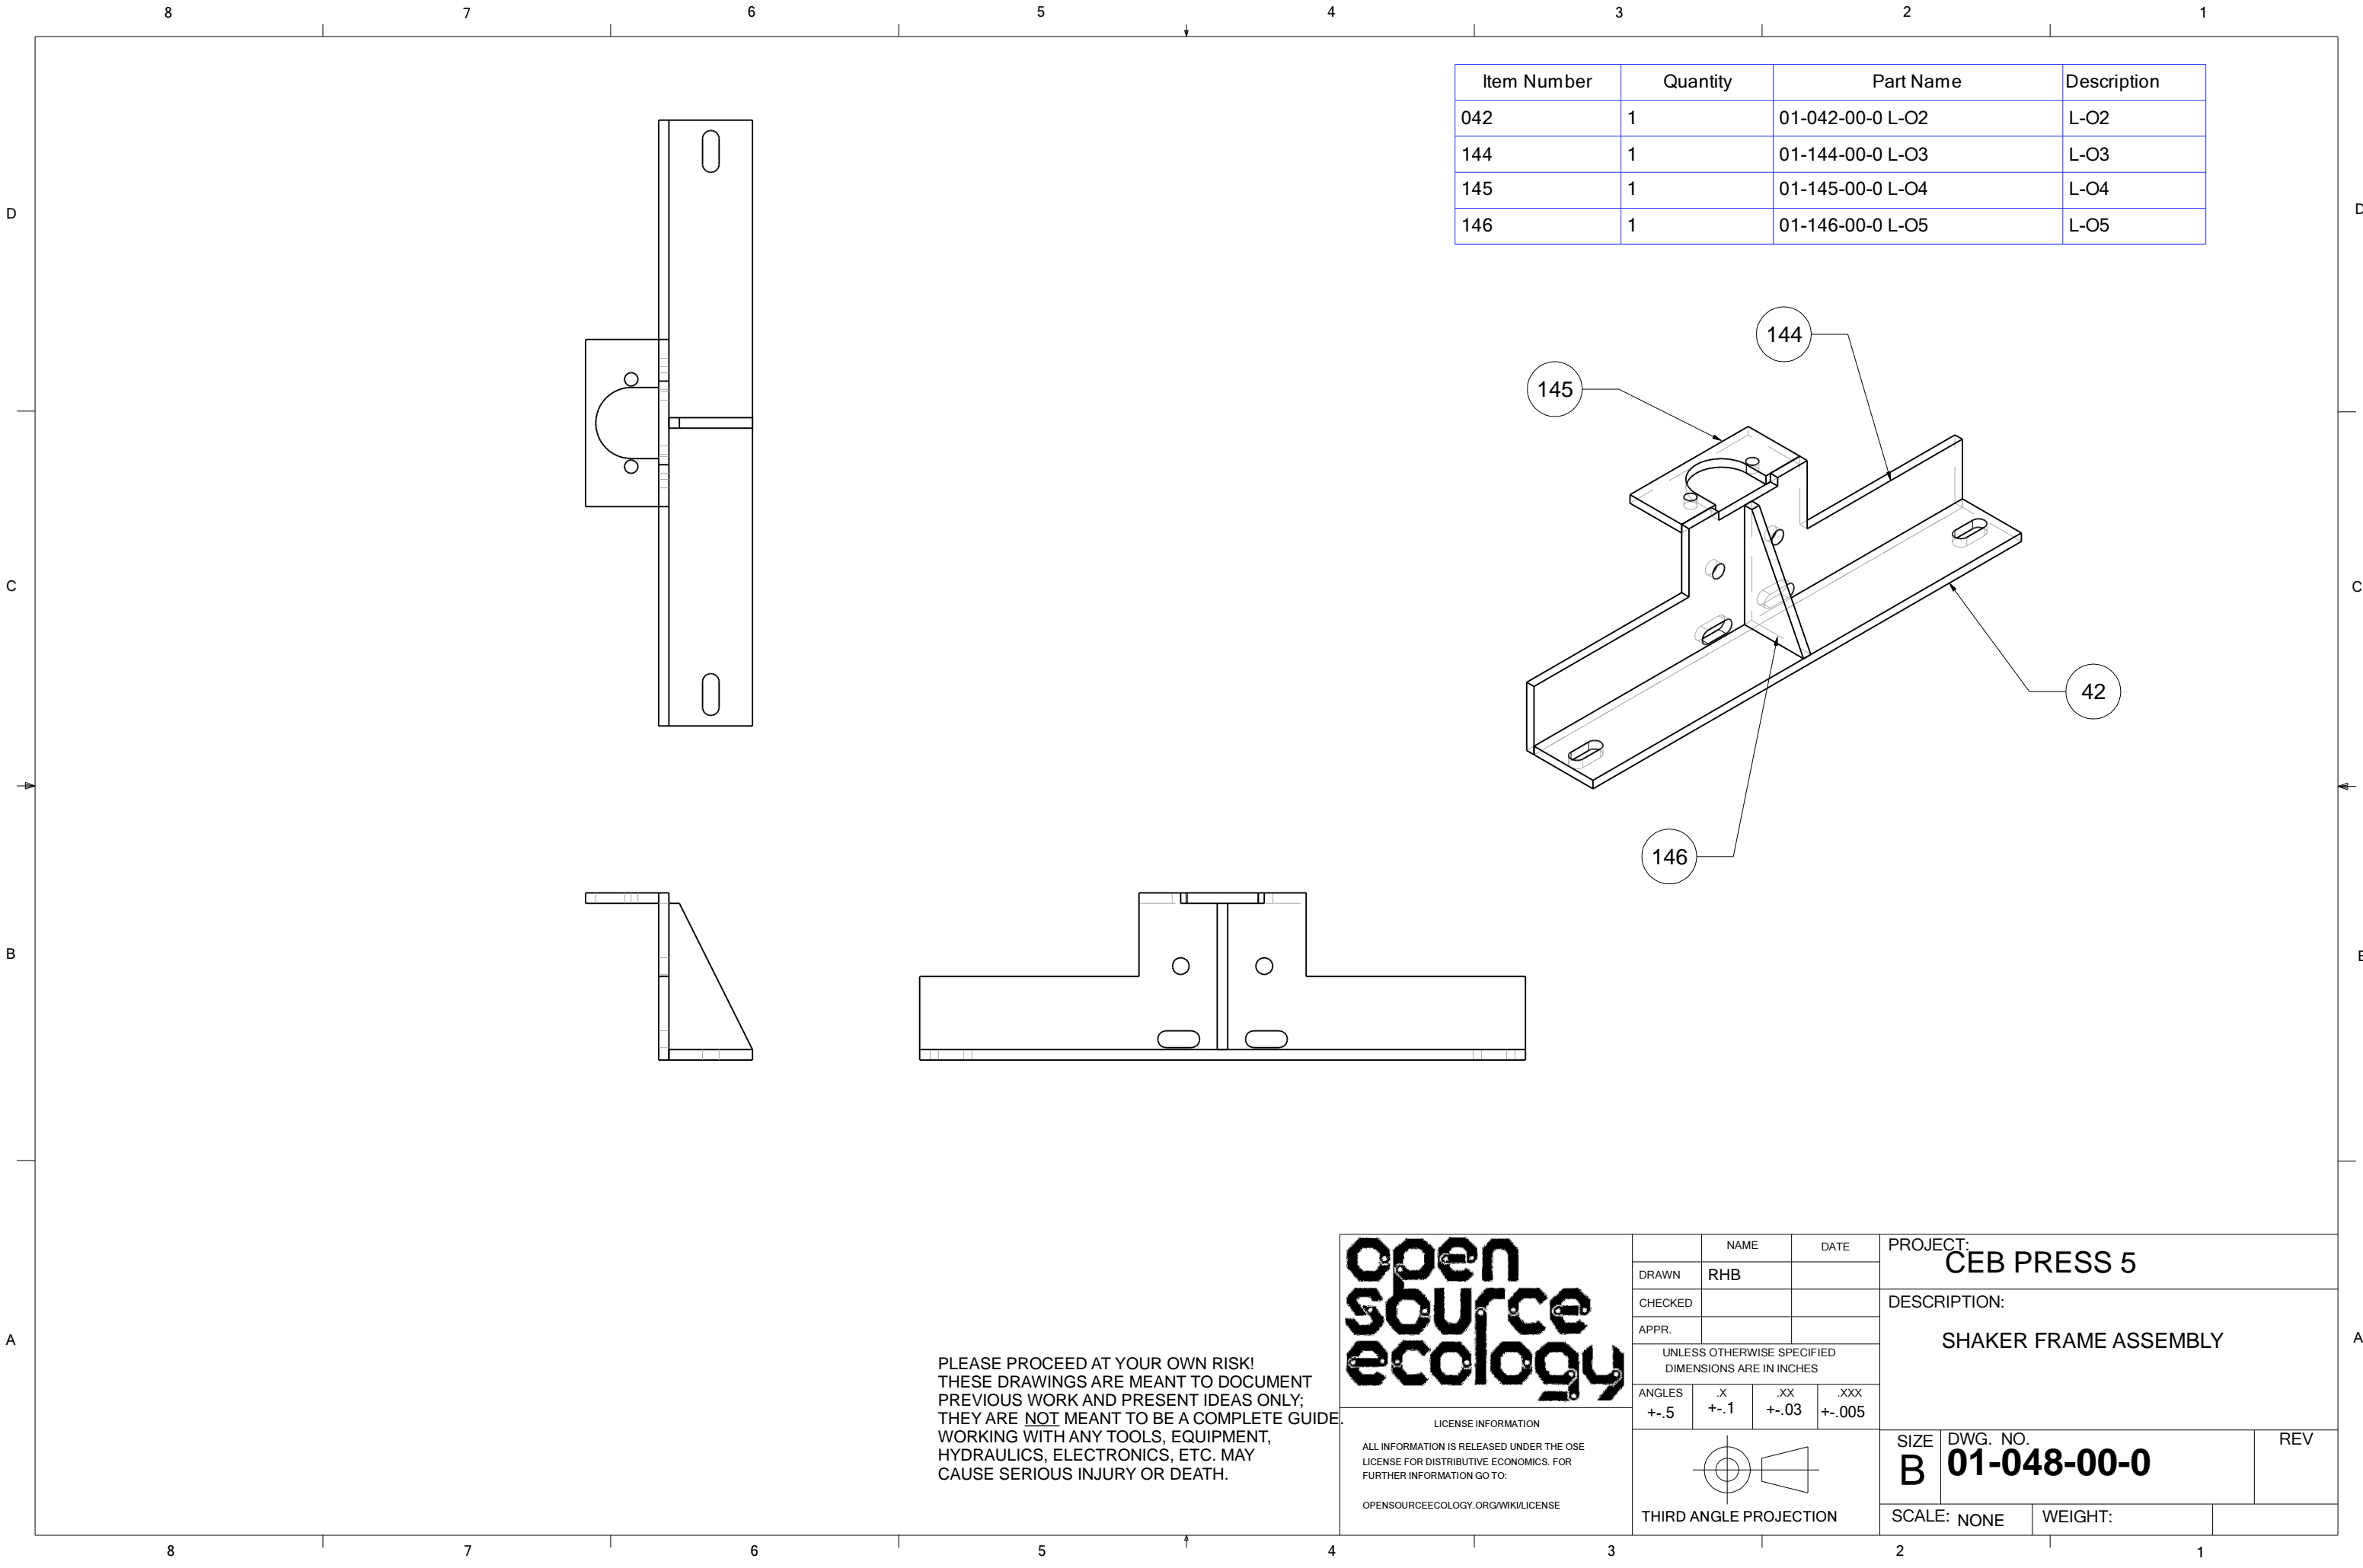 8 7 6 5 4 3 2 1
Item Number Quantity Part Name Description
042 1 01-042-00-0 L-O2 L-O2
144 1 01-144-00-0 L-O3 L-O3
145 1 01-145-00-0 L-O4 L-O4
146 1 01-146-00-0 L-O5 L-O5
D D
144
145
C C
42
146
B B
open
source
ecology
NAME DATE
DRAWN RHB
CHECKED
APPR.
UNLESS OTHERWISE SPECIFIED
DIMENSIONS ARE IN INCHES
ANGLES .X .XX .XXX
+-.5 +-.1 +-.03 +-.005
THIRD ANGLE PROJECTION
PROJECT:
CEB PRESS 5
DESCRIPTION:
SHAKER FRAME ASSEMBLY
SIZE DWG. NO. REV
B 01-048-00-0
SCALE: NONE WEIGHT:
A A
PLEASE PROCEED AT YOUR OWN RISK!
THESE DRAWINGS ARE MEANT TO DOCUMENT
PREVIOUS WORK AND PRESENT IDEAS ONLY;
THEY ARE NOT MEANT TO BE A COMPLETE GUIDE.
WORKING WITH ANY TOOLS, EQUIPMENT,
HYDRAULICS, ELECTRONICS, ETC. MAY
CAUSE SERIOUS INJURY OR DEATH.
LICENSE INFORMATION
ALL INFORMATION IS RELEASED UNDER THE OSE
LICENSE FOR DISTRIBUTIVE ECONOMICS. FOR
FURTHER INFORMATION GO TO:
OPENSOURCEECOLOGY.ORG/WIKI/LICENSE
8 7 6 5 4 3 2 1